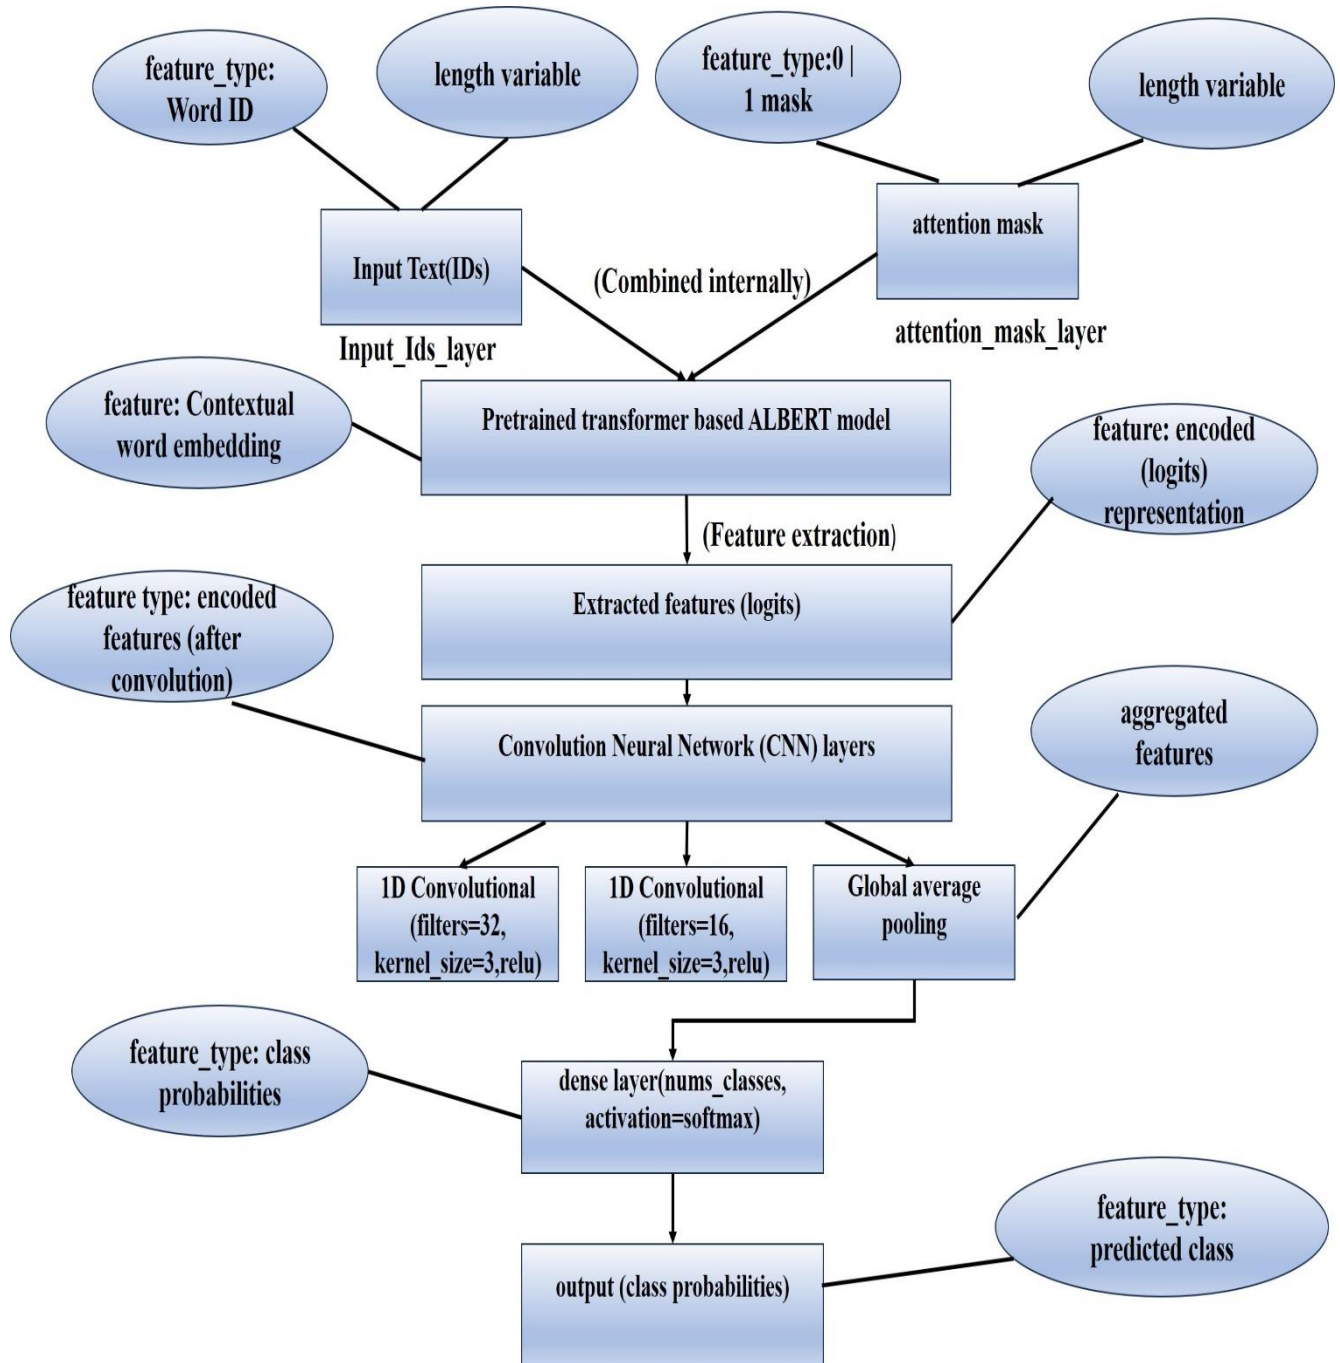 feature_type:
Word ID
length variable
feature_type:0 |
1 mask
length variable
Input Text(IDs)
attention mask
(Combined internally)
Input_Ids_layer
attention_mask_layer
feature: Contextual
word embedding
Pretrained transformer based ALBERT model
feature: encoded
(logits)
representation
(Feature extraction)
Extracted features (logits)
feature type: encoded
features (after
convolution)
Convolution Neural Network (CNN) layers
aggregated
features
1D Convolutional
(filters=32,
kernel_size=3,relu)
1D Convolutional
(filters=16,
kernel_size=3,relu)
Global average
pooling
feature_type: class
probabilities
dense layer(nums_classes,
activation=softmax)
feature_type:
predicted class
output (class probabilities)